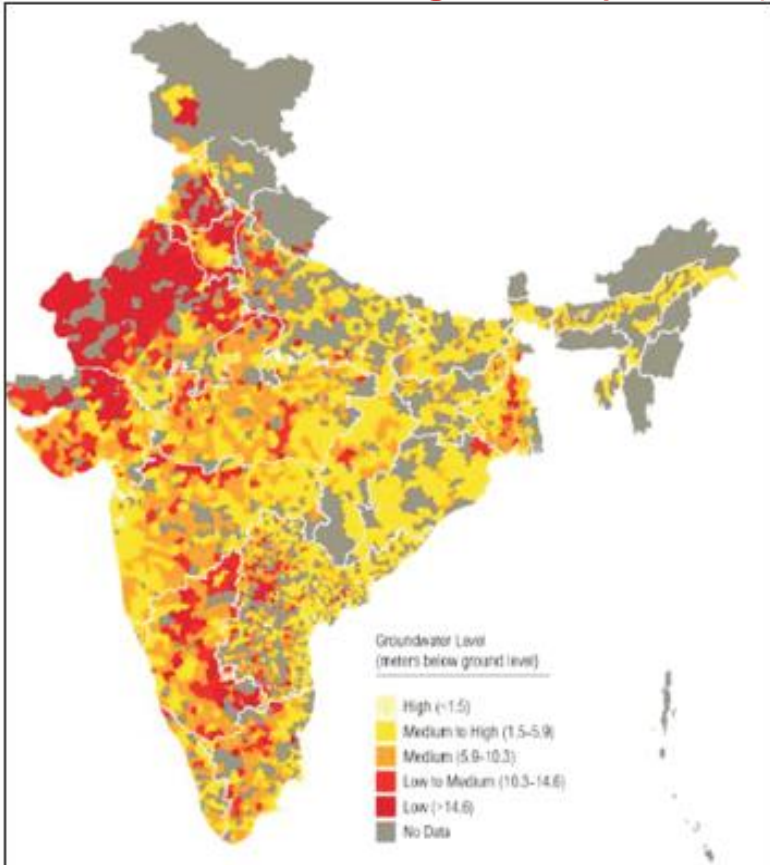 Groundwater Level
(meters below ground level)
High (<1.5)
Medium to High (1.5–5.9)
Medium (5.9–10.3)
Low to Medium (10.3–14.6)
Low (>14.6)
No Data